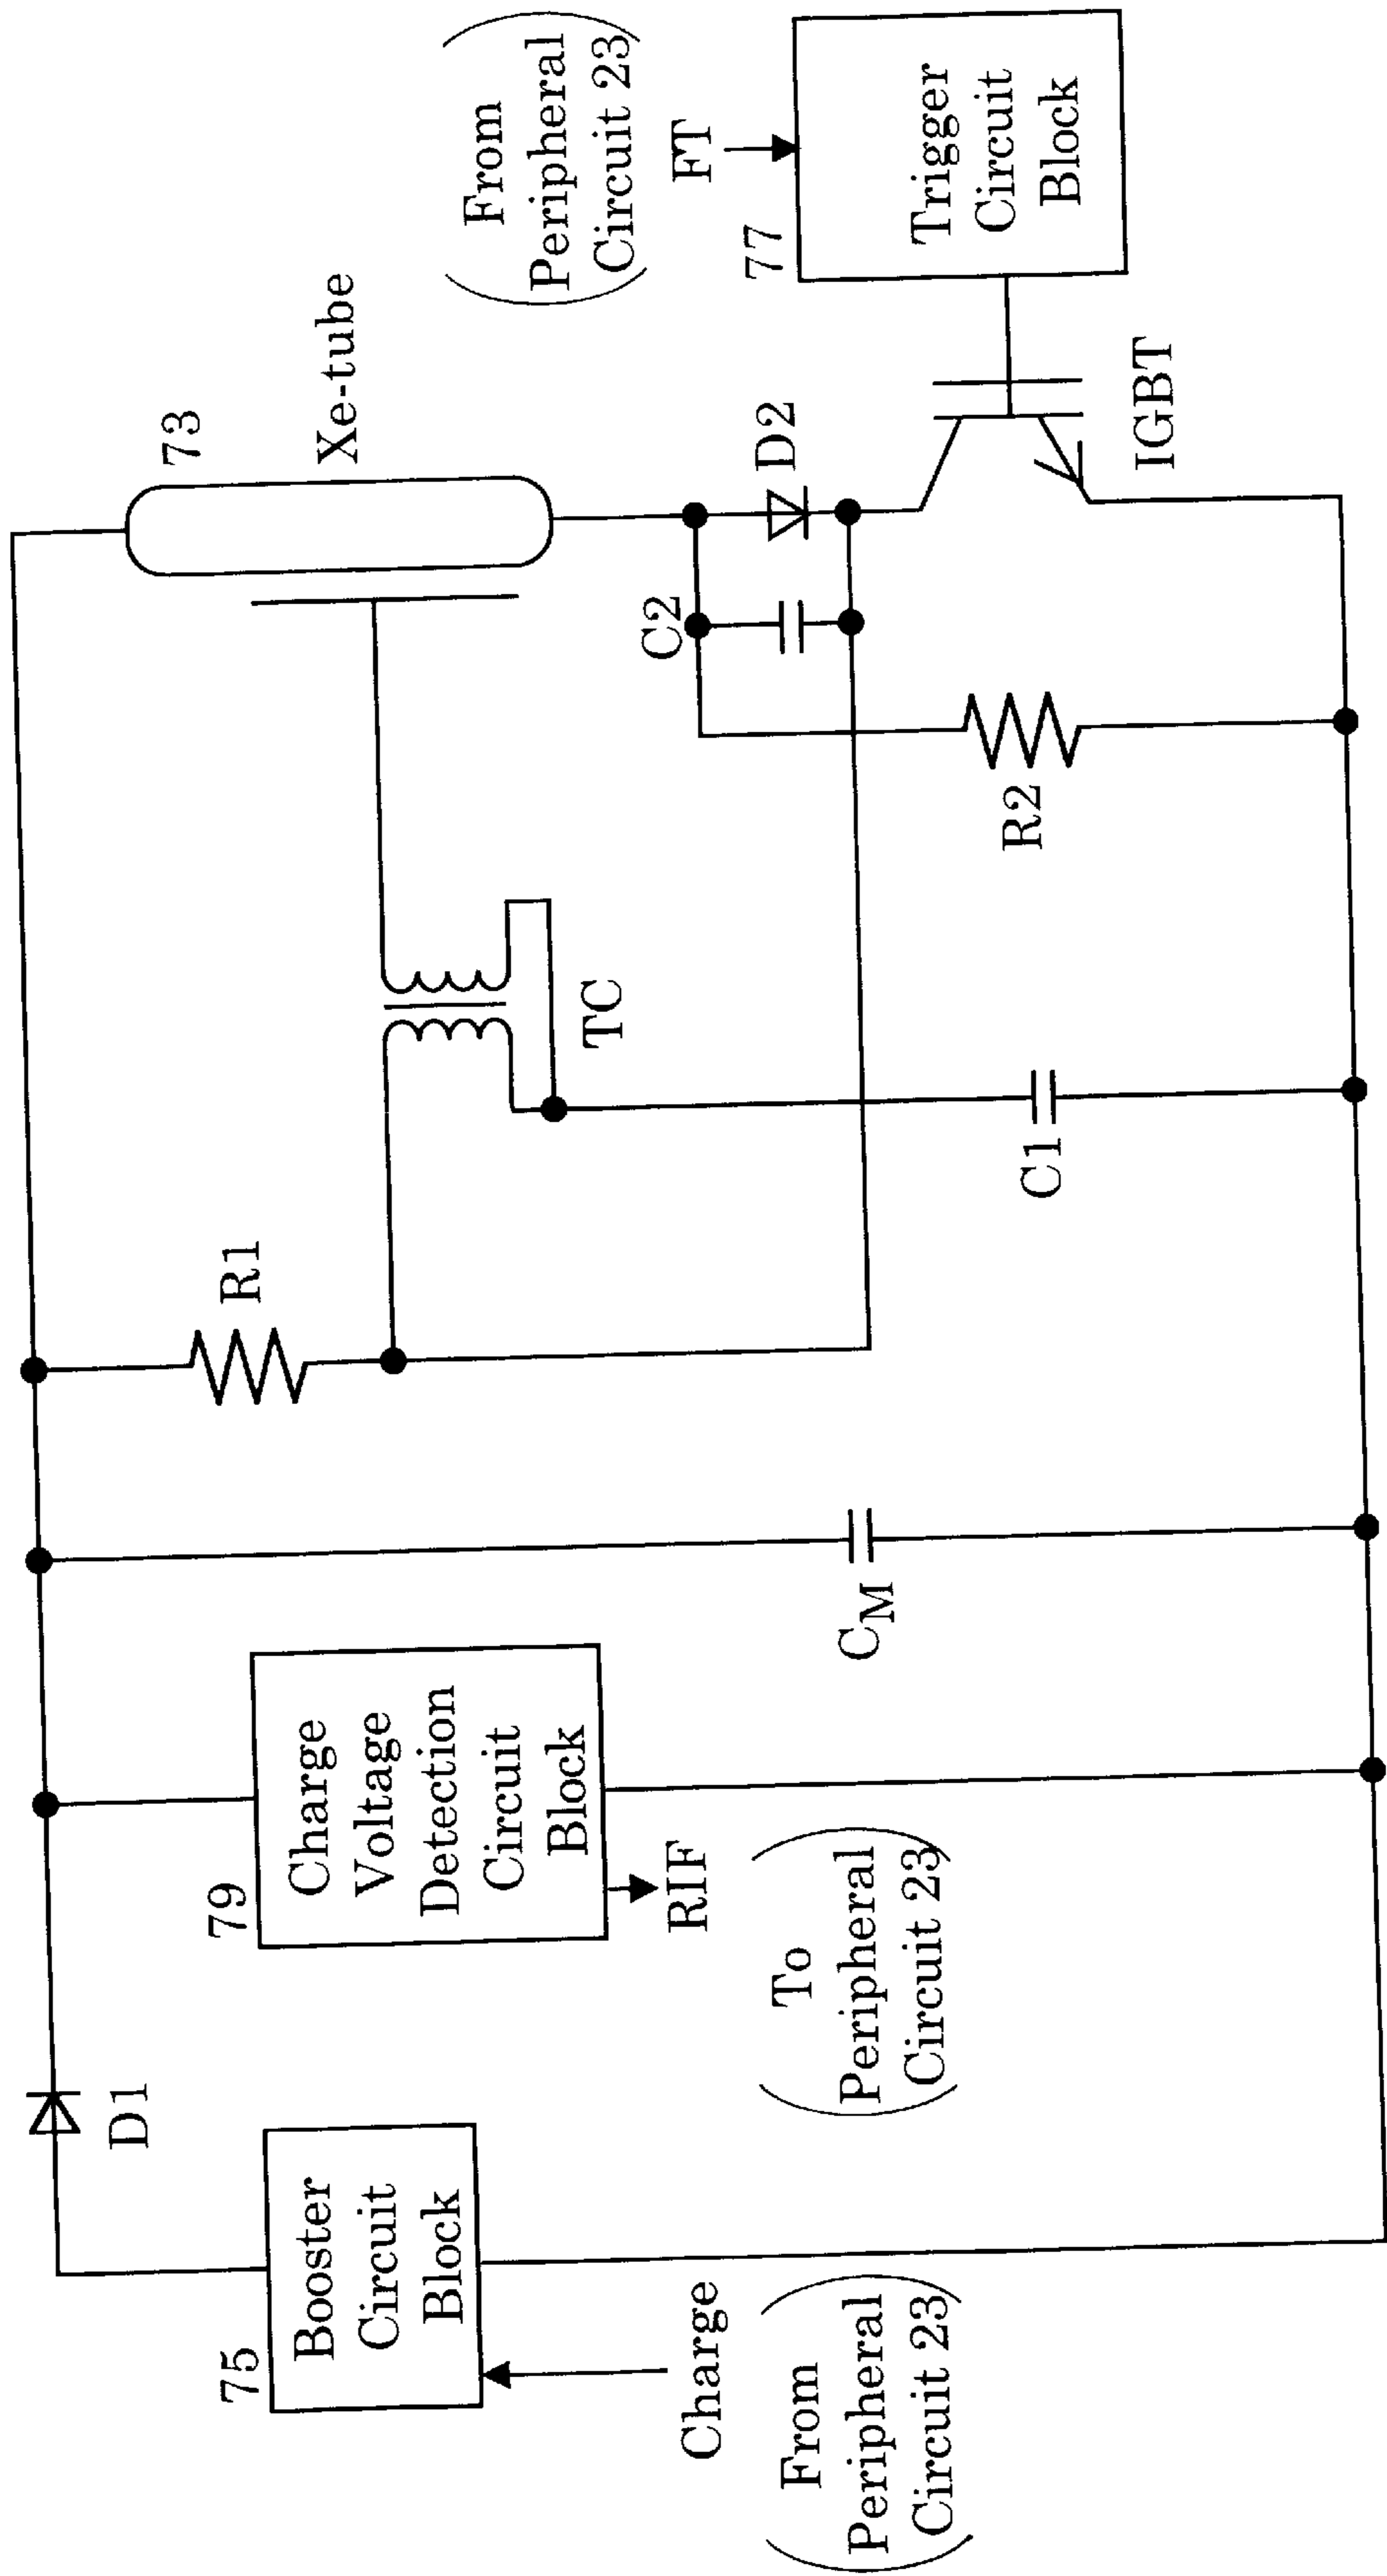 75
Booster
Circuit
Block
Charge
From
Peripheral
Circuit 23
D1
79
Charge
Voltage
Detection
Circuit
Block
RIF
To
Peripheral
Circuit 23
CM
R1
TC
C1
73
Xe-tube
C2
D2
R2
IGBT
From
Peripheral
Circuit 23
FT
77
Trigger
Circuit
Block